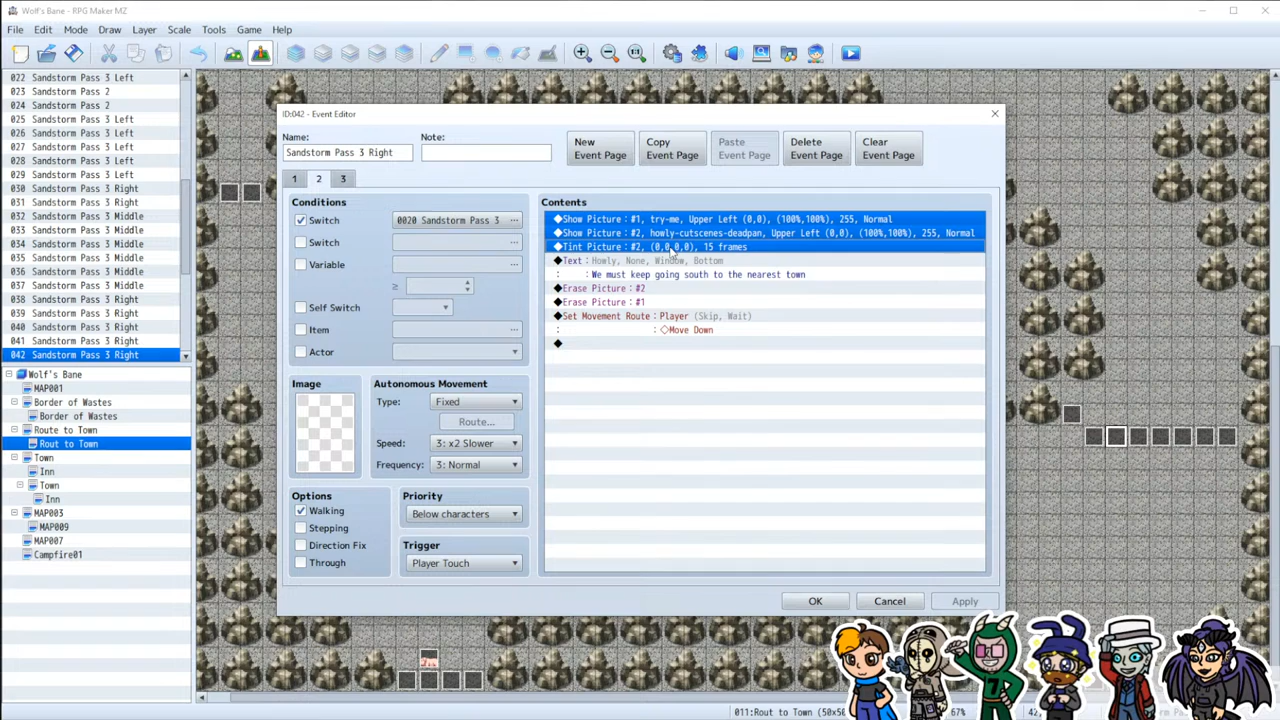 Wolf's Bane - RPG Maker MZ
File Edit Mode Draw Layer Scale Tools Game Help
022 Sandstorm Pass 3 Left
023 Sandstorm Pass 2
024 Sandstorm Pass 2
025 Sandstorm Pass 3 Left
026 Sandstorm Pass 3 Left
027 Sandstorm Pass 3 Left
028 Sandstorm Pass 3 Left
029 Sandstorm Pass 3 Left
030 Sandstorm Pass 3 Right
031 Sandstorm Pass 3 Right
032 Sandstorm Pass 3 Middle
033 Sandstorm Pass 3 Middle
034 Sandstorm Pass 3 Middle
035 Sandstorm Pass 3 Middle
036 Sandstorm Pass 3 Middle
037 Sandstorm Pass 3 Middle
038 Sandstorm Pass 3 Right
039 Sandstorm Pass 3 Right
040 Sandstorm Pass 3 Right
041 Sandstorm Pass 3 Right
042 Sandstorm Pass 3 Right
Wolf's Bane
MAP001
Border of Wastes
Border of Wastes
Route to Town
Rout to Town
Town
Inn
Town
Inn
MAP003
MAP009
MAP007
Campfire01
ID:042 - Event Editor
Name: Note:
Sandstorm Pass 3 Right
New Event Page
Copy Event Page
Paste Event Page
Delete Event Page
Clear Event Page
1 2 3
Conditions
Switch 0020 Sandstorm Pass 3 ...
Switch ...
Variable ...
≥
Self Switch
Item ...
Actor
Image
Autonomous Movement
Type: Fixed
Route...
Speed: 3: x2 Slower
Frequency: 3: Normal
Options
Walking
Stepping
Direction Fix
Through
Priority
Below characters
Trigger
Player Touch
Contents
◆Show Picture : #1, try-me, Upper Left (0,0), (100%,100%), 255, Normal
◆Show Picture : #2, howly-cutscenes-deadpan, Upper Left (0,0), (100%,100%), 255, Normal
◆Tint Picture : #2, (0,0,0,0), 15 frames
◆Text : Howly, None, Window, Bottom
: : We must keep going south to the nearest town
◆Erase Picture : #2
◆Erase Picture : #1
◆Set Movement Route : Player (Skip, Wait)
: : ◇Move Down
◆
OK Cancel Apply